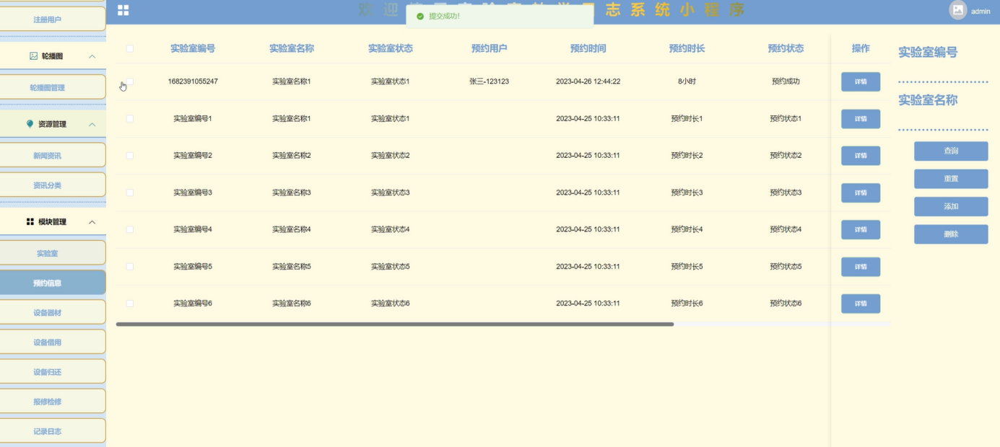 注册用户
轮播图
轮播图管理
资源管理
新闻资讯
资讯分类
模块管理
实验室
预约信息
设备器材
设备借用
设备归还
报修检修
记录日志
欢迎
志系统小程序
提交成功!
admin
实验室编号 实验室名称 实验室状态 预约用户 预约时间 预约时长 预约状态 操作
1682391055247 实验室名称1 实验室状态1 张三-123123 2023-04-26 12:44:22 8小时 预约成功 详情
实验室编号1 实验室名称1 实验室状态1 2023-04-25 10:33:11 预约时长1 预约状态1 详情
实验室编号2 实验室名称2 实验室状态2 2023-04-25 10:33:11 预约时长2 预约状态2 详情
实验室编号3 实验室名称3 实验室状态3 2023-04-25 10:33:11 预约时长3 预约状态3 详情
实验室编号4 实验室名称4 实验室状态4 2023-04-25 10:33:11 预约时长4 预约状态4 详情
实验室编号5 实验室名称5 实验室状态5 2023-04-25 10:33:11 预约时长5 预约状态5 详情
实验室编号6 实验室名称6 实验室状态6 2023-04-25 10:33:11 预约时长6 预约状态6 详情
实验室编号
实验室名称
查询
重置
添加
删除